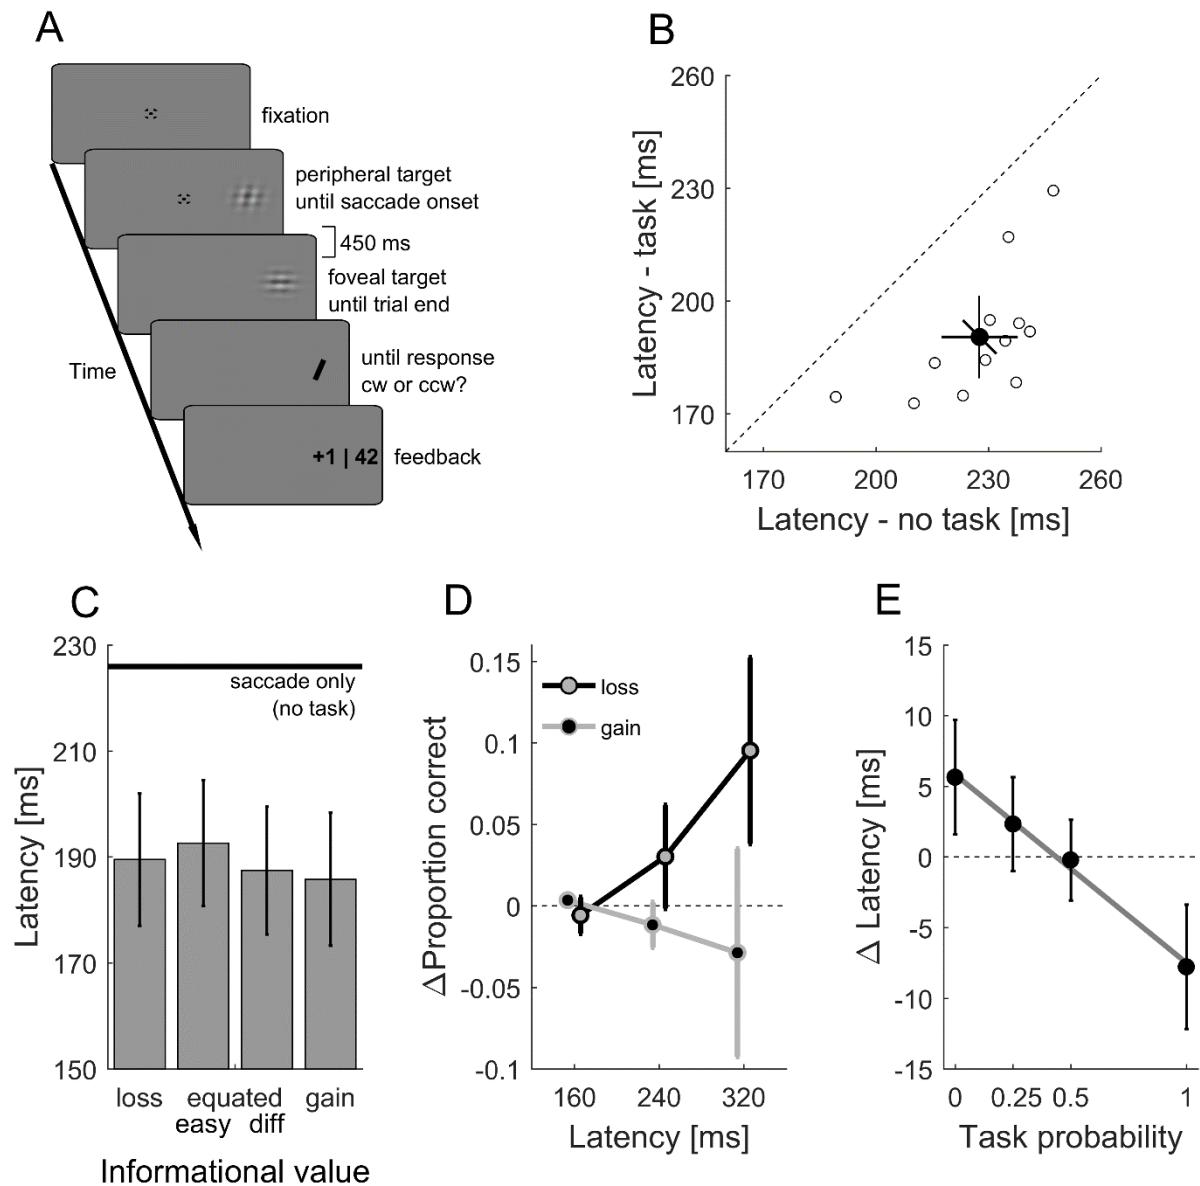 A
fixation
peripheral target
until saccade onset
450 ms
foveal target
until trial end
until response
cw or ccw?
Time
+1 | 42
feedback
B
260
230
200
170
Latency - task [ms]
170
200
230
260
Latency - no task [ms]
C
230
210
190
170
150
Latency [ms]
saccade only
(no task)
loss
equated
gain
easy
diff
Informational value
D
0.15
0.1
0.05
0
-0.05
-0.1
ΔProportion correct
loss
gain
160
240
320
Latency [ms]
E
15
10
5
0
-5
-10
-15
Δ Latency [ms]
0
0.25
0.5
1
Task probability